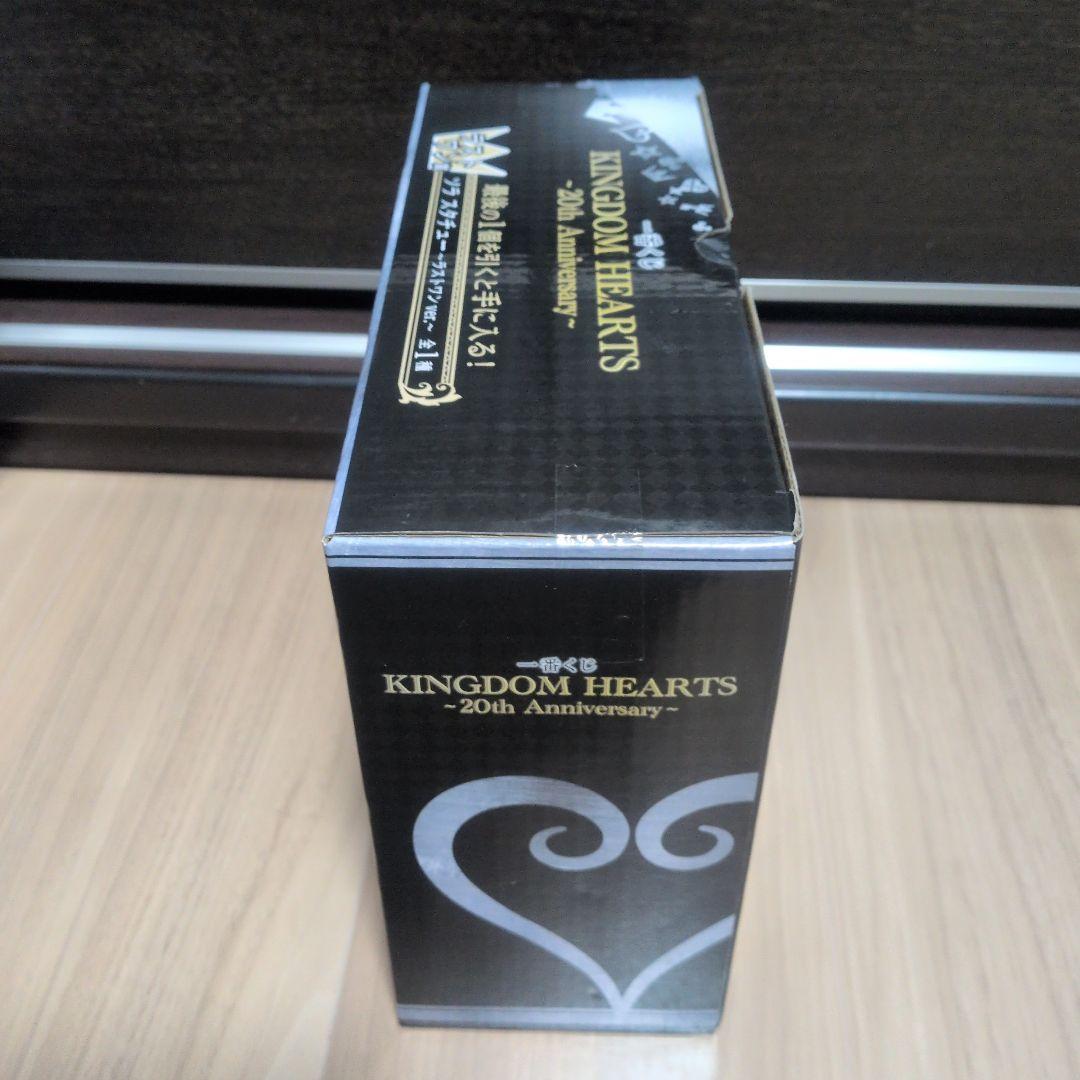 一番くじ
KINGDOM HEARTS
~20th Anniversary~
ラスト
ワン賞
最後の1個を引くと手に入る!
ソラ スタチュー~ラストワンver.~ 全1種
一番くじ
KINGDOM HEARTS
~20th Anniversary~